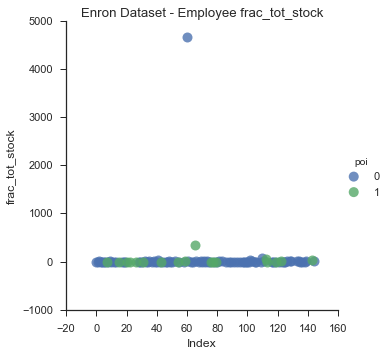 Enron Dataset - Employee frac_tot_stock
5000
4000
3000
2000
1000
0
−1000
−20 0 20 40 60 80 100 120 140 160
frac_tot_stock
Index
poi
0
1